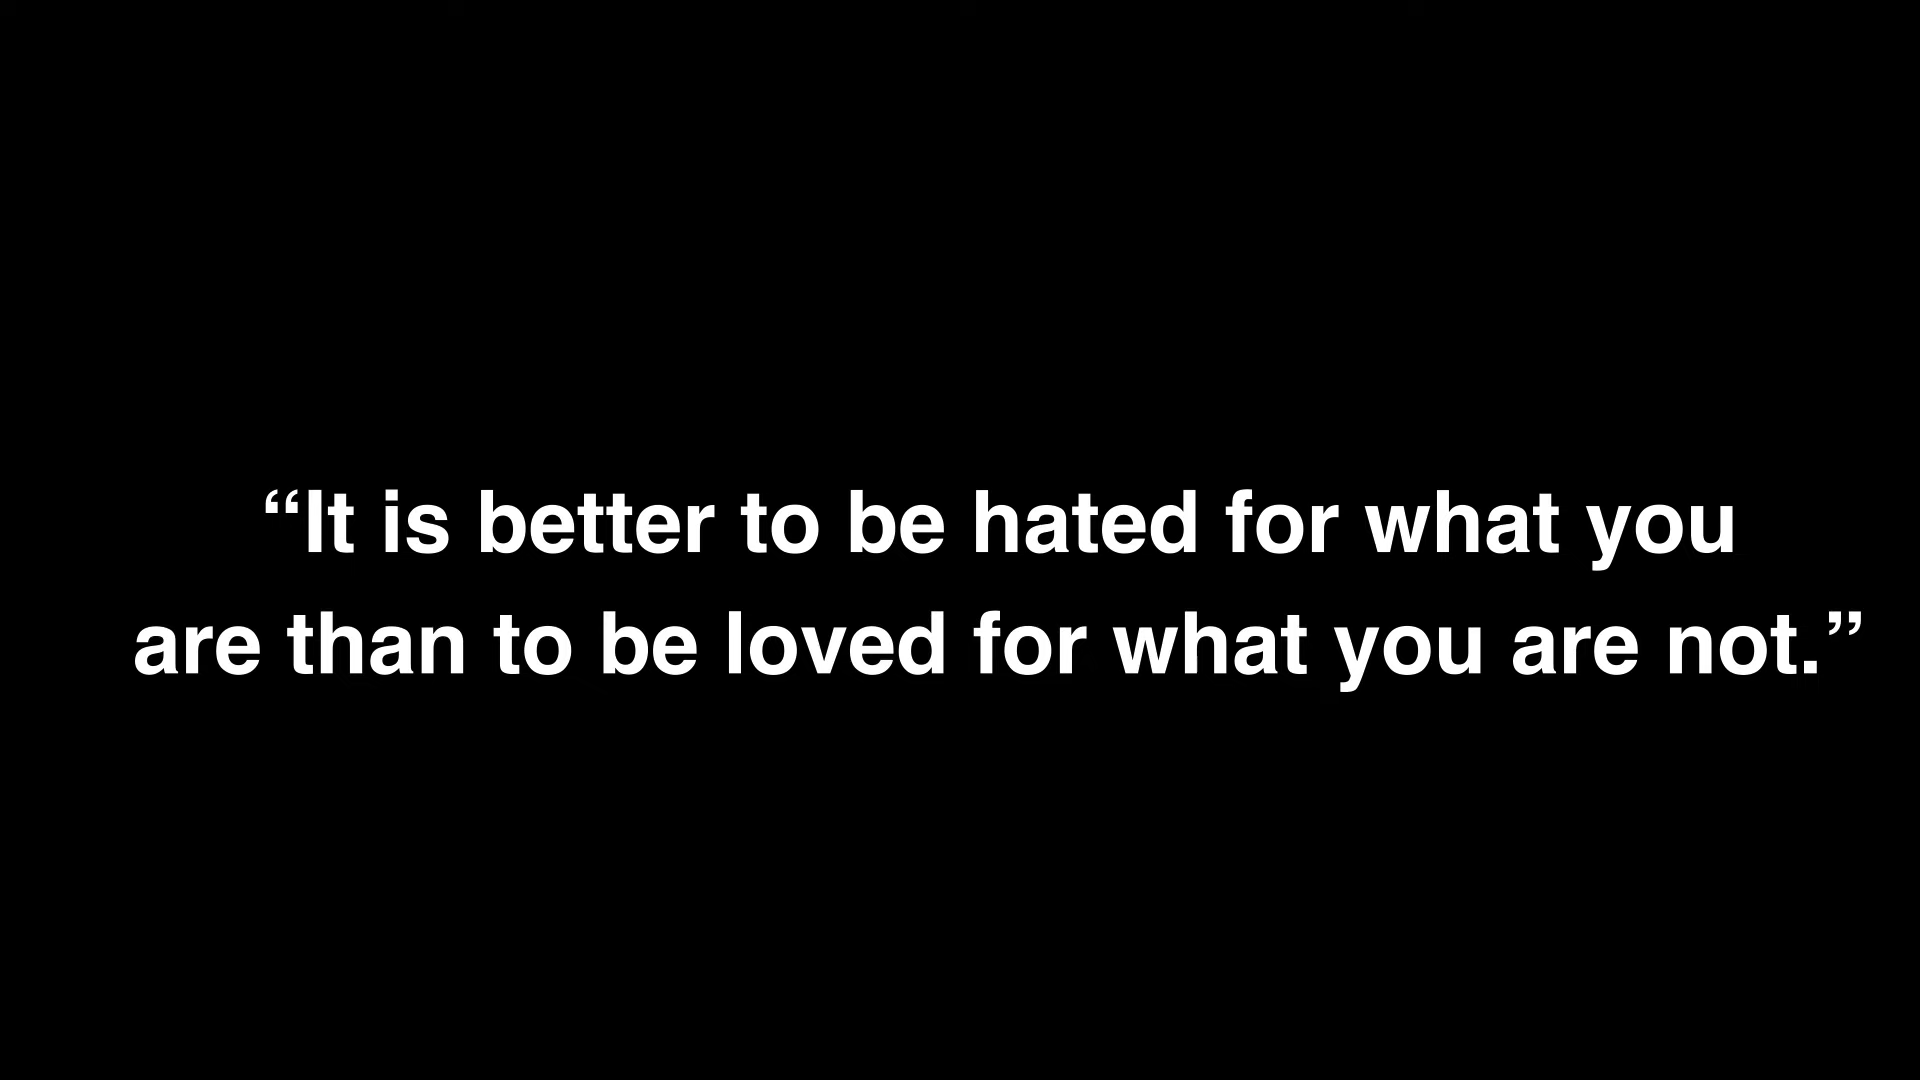 “It is better to be hated for what you
are than to be loved for what you are not.”